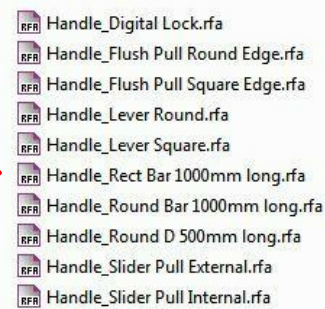 RFA Handle_Digital Lock.rfa
RFA Handle_Flush Pull Round Edge.rfa
RFA Handle_Flush Pull Square Edge.rfa
RFA Handle_Lever Round.rfa
RFA Handle_Lever Square.rfa
RFA Handle_Rect Bar 1000mm long.rfa
RFA Handle_Round Bar 1000mm long.rfa
RFA Handle_Round D 500mm long.rfa
RFA Handle_Slider Pull External.rfa
RFA Handle_Slider Pull Internal.rfa